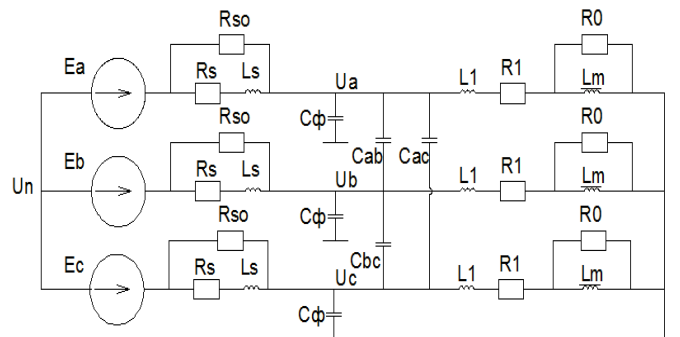 Rso R0
Ea Rs Ls Ua L1 R1 Lm
Rso Cф Cab Cac R0
Eb Rs Ls Ub L1 R1 Lm
Un
Rso Cф Cbc R0
Ec Rs Ls Uc L1 R1 Lm
Cф